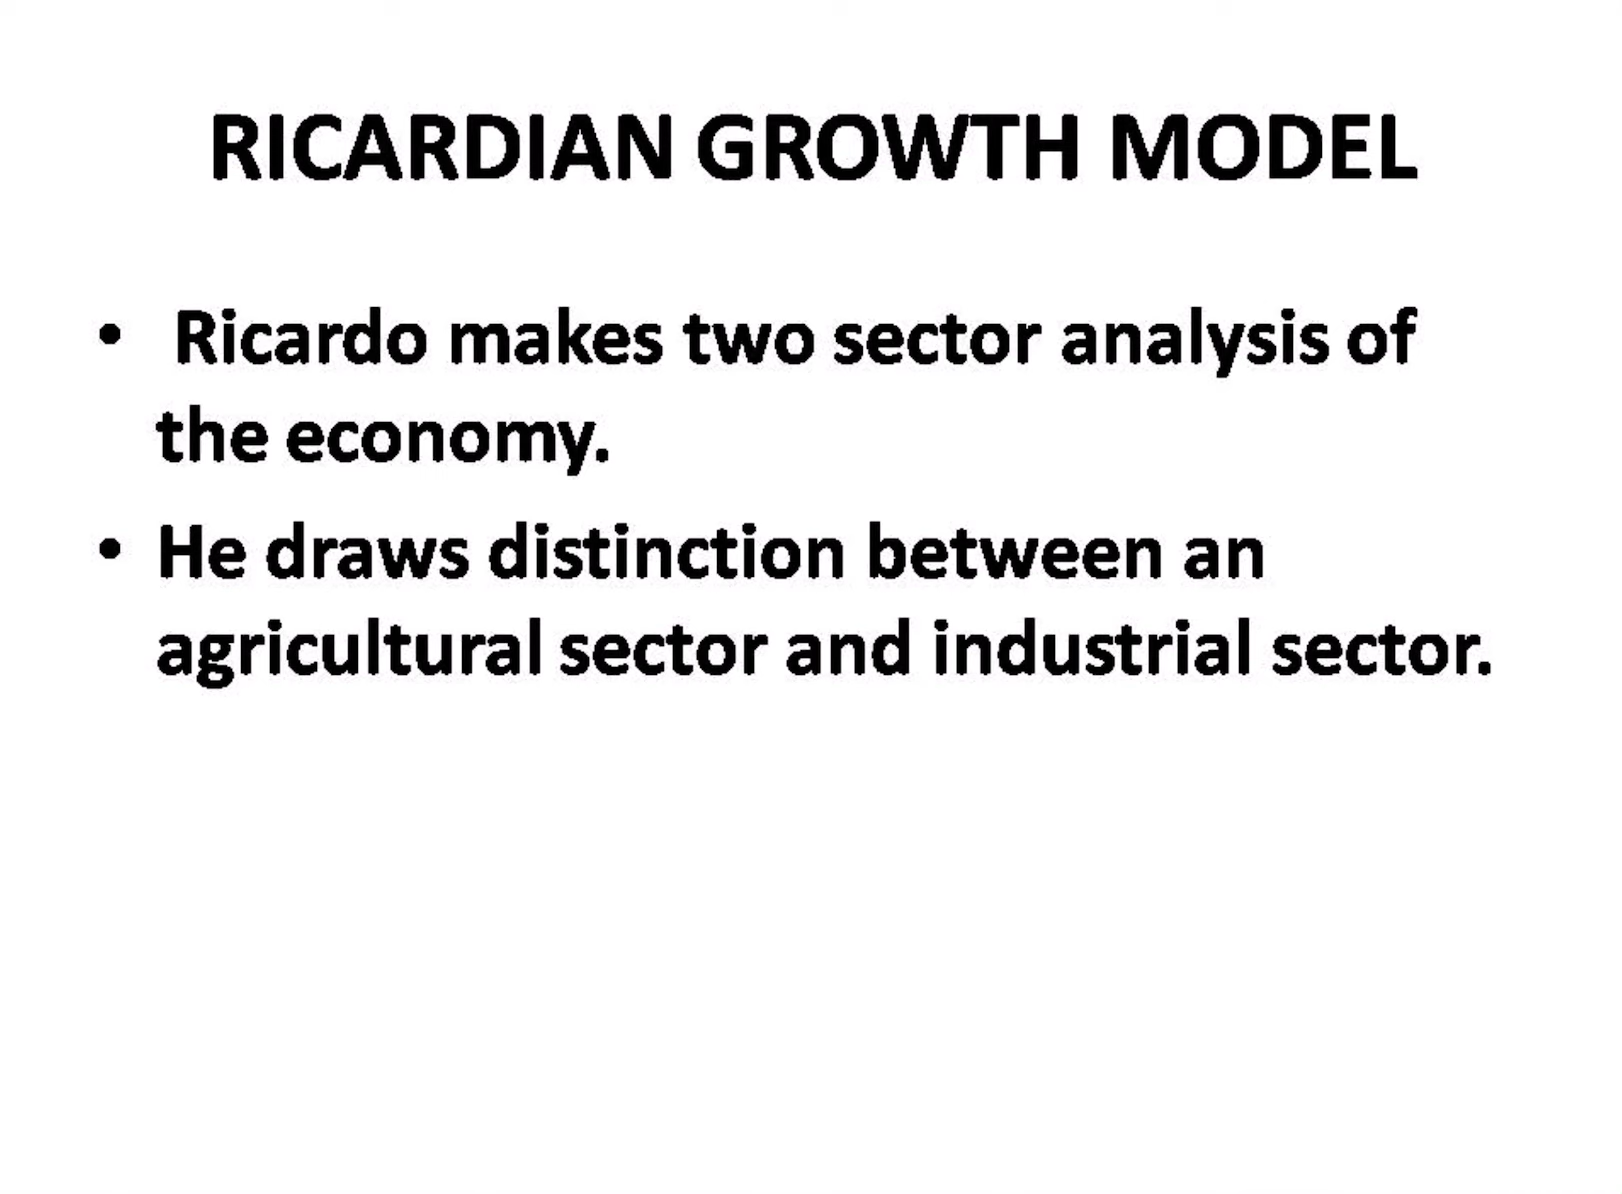 RICARDIAN GROWTH MODEL
• Ricardo makes two sector analysis of
the economy.
• He draws distinction between an
agricultural sector and industrial sector.